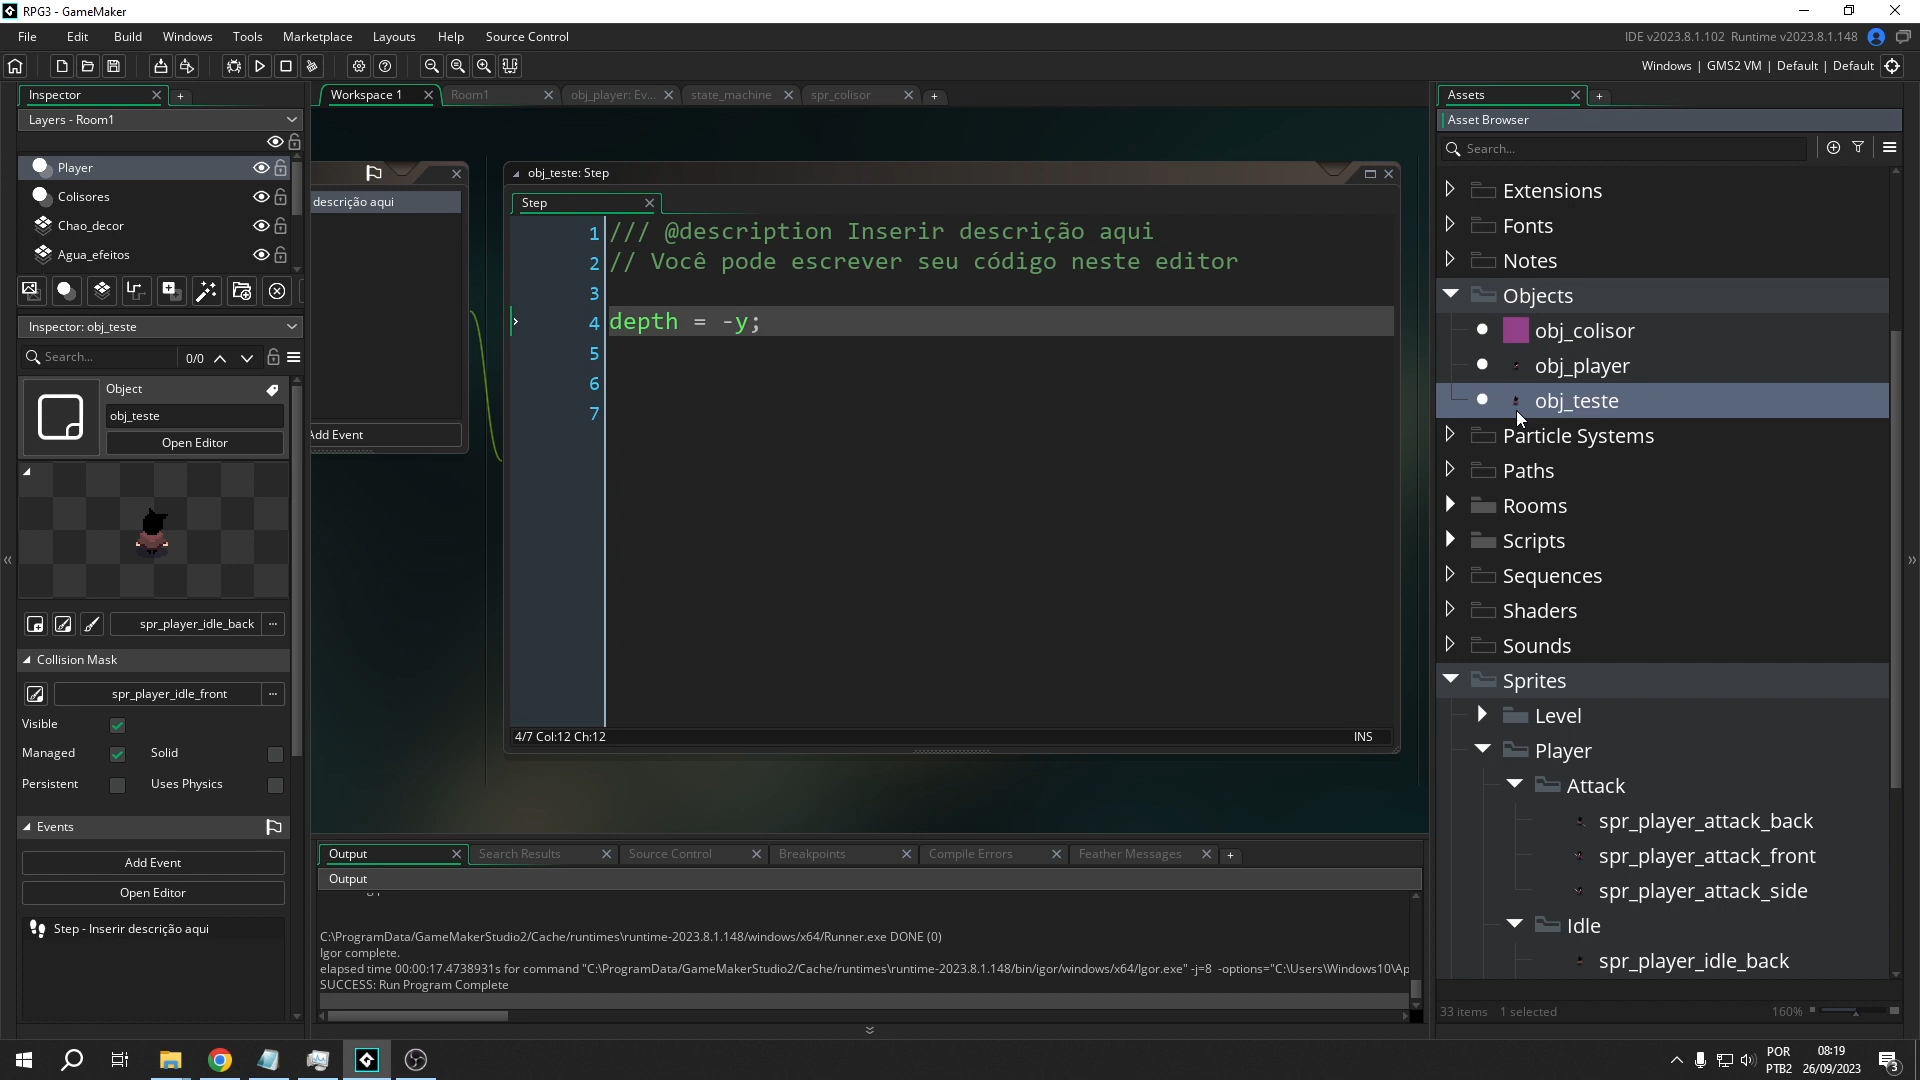 RPG3 - GameMaker
File Edit Build Windows Tools Marketplace Layouts Help Source Control
IDE v2023.8.1.102 Runtime v2023.8.1.148
Windows | GMS2 VM | Default | Default
Inspector
Layers - Room1
Player
Colisores
Chao_decor
Agua_efeitos
Inspector: obj_teste
Search...
0/0
Object
obj_teste
Open Editor
spr_player_idle_back
Collision Mask
spr_player_idle_front
Visible
Managed
Solid
Persistent
Uses Physics
Events
Add Event
Open Editor
Step - Inserir descrição aqui
Workspace 1
Room1
obj_player: Ev...
state_machine
spr_colisor
descrição aqui
Add Event
obj_teste: Step
Step
1 /// @description Inserir descrição aqui
2 // Você pode escrever seu código neste editor
3
4 depth = -y;
5
6
7
4/7 Col:12 Ch:12
INS
Output
Search Results
Source Control
Breakpoints
Compile Errors
Feather Messages
Output
C:\ProgramData/GameMakerStudio2/Cache/runtimes\runtime-2023.8.1.148/windows/x64/Runner.exe DONE (0)
Igor complete.
elapsed time 00:00:17.4738931s for command "C:\ProgramData/GameMakerStudio2/Cache/runtimes\runtime-2023.8.1.148/bin/igor/windows/x64/Igor.exe" -j=8 -options="C:\Users\Windows10\Ap
SUCCESS: Run Program Complete
Assets
Asset Browser
Search...
Extensions
Fonts
Notes
Objects
obj_colisor
obj_player
obj_teste
Particle Systems
Paths
Rooms
Scripts
Sequences
Shaders
Sounds
Sprites
Level
Player
Attack
spr_player_attack_back
spr_player_attack_front
spr_player_attack_side
Idle
spr_player_idle_back
33 items 1 selected
160%
POR
PTB2
08:19
26/09/2023
3